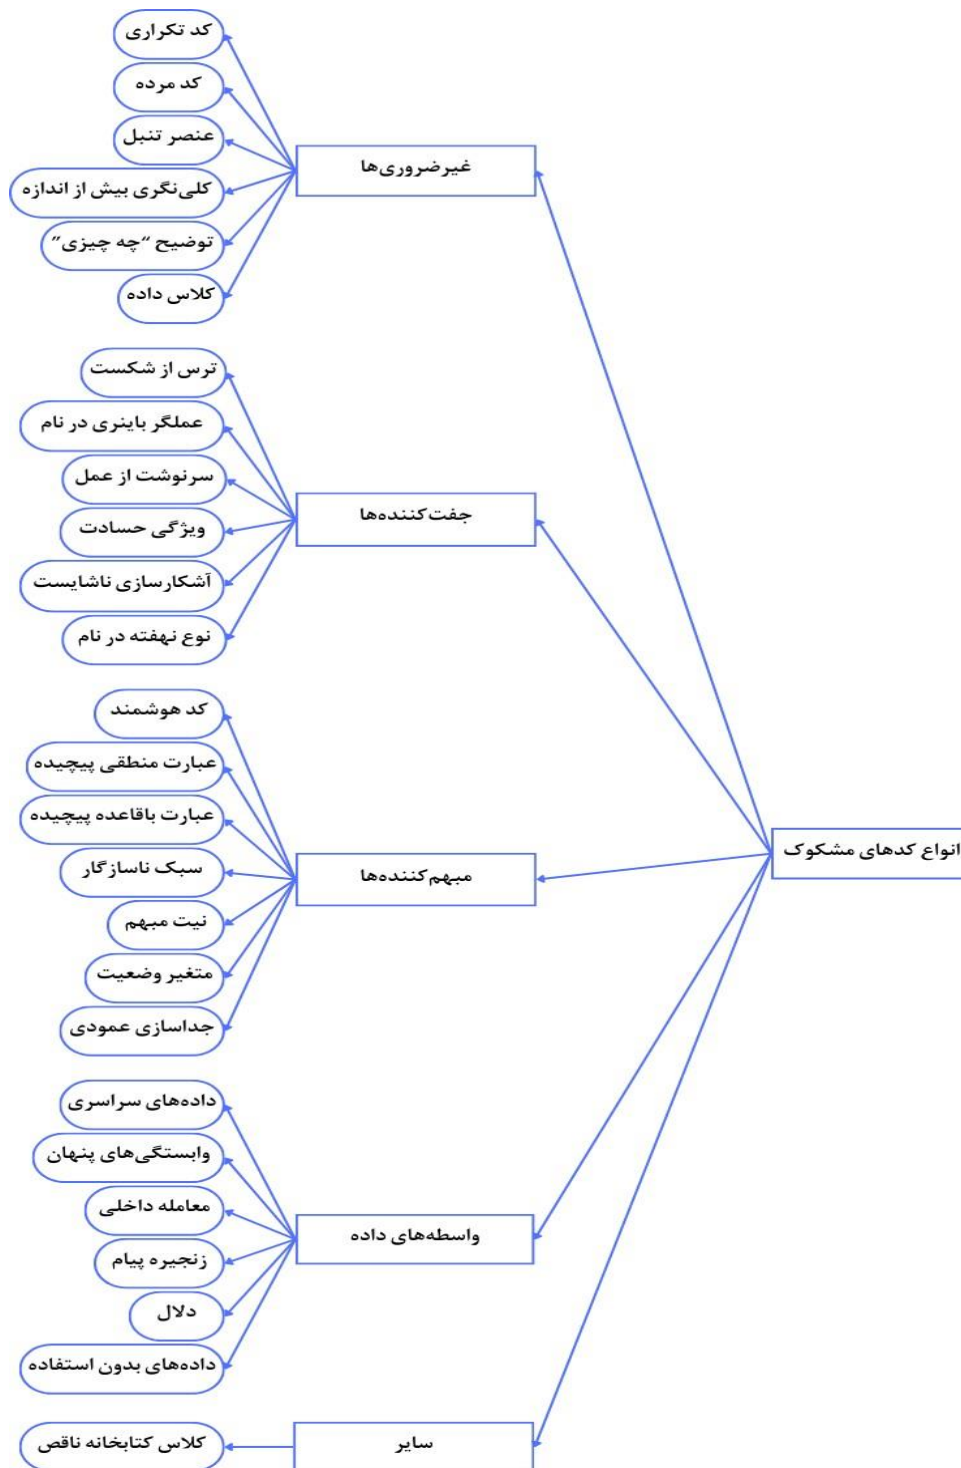 انواع کدهای مشکوک
غیرضروری‌ها
کد تکراری
کد مرده
عنصر تنبل
کلی‌نگری بیش از اندازه
توضیح “چه چیزی”
کلاس داده
جفت‌کننده‌ها
ترس از شکست
عملگر باینری در نام
سرنوشت از عمل
ویژگی حسادت
آشکارسازی ناشایست
نوع نهفته در نام
مبهم‌کننده‌ها
کد هوشمند
عبارت منطقی پیچیده
عبارت باقاعده پیچیده
سبک ناسازگار
نیت مبهم
متغیر وضعیت
جداسازی عمودی
واسطه‌های داده
داده‌های سراسری
وابستگی‌های پنهان
معامله داخلی
زنجیره پیام
دلال
داده‌های بدون استفاده
سایر
کلاس کتابخانه ناقص